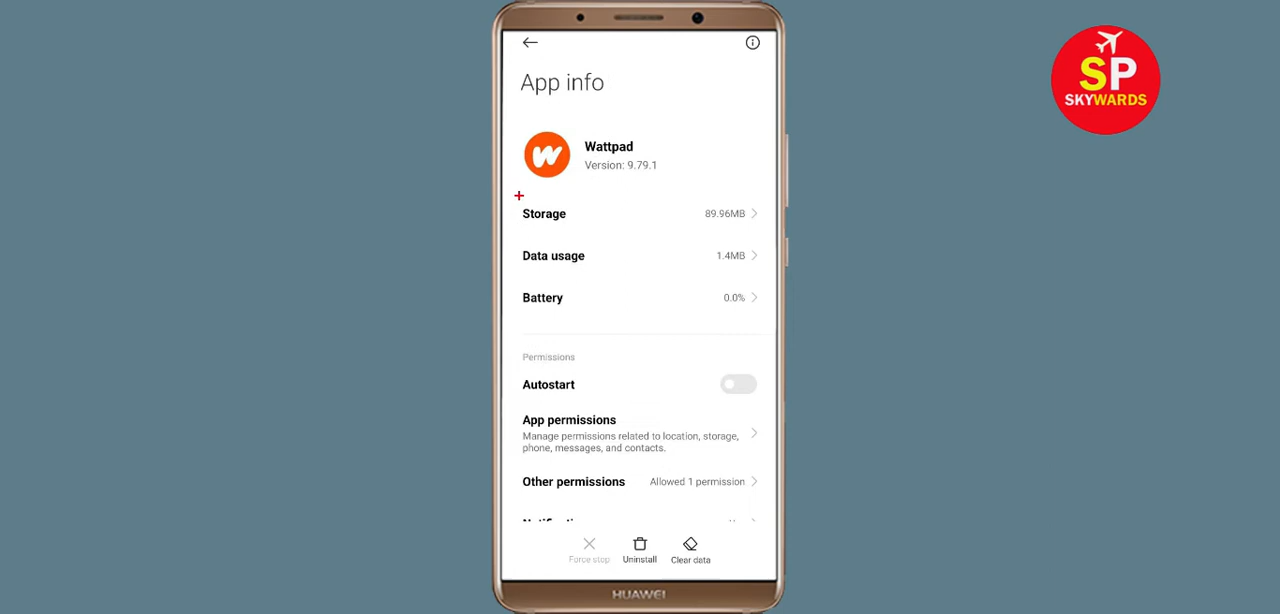 SP
SKYWARDS
App info
Wattpad
Version: 9.79.1
Storage 89.96MB
Data usage 1.4MB
Battery 0.0%
Permissions
Autostart
App permissions
Manage permissions related to location, storage,
phone, messages, and contacts.
Other permissions Allowed 1 permission
Force stop Uninstall Clear data
HUAWEI